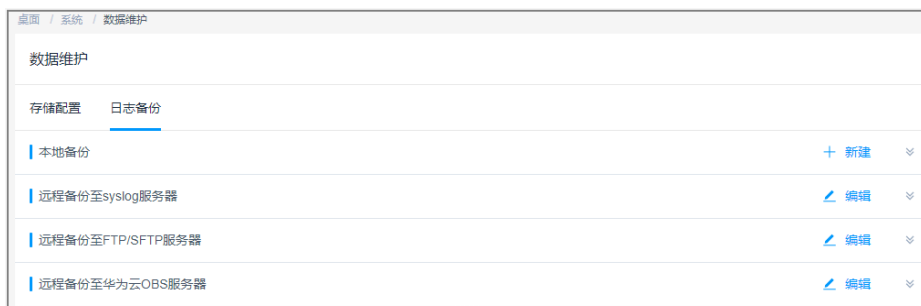 桌面 / 系统 / 数据维护
数据维护
存储配置 日志备份
本地备份 新建
远程备份至syslog服务器 编辑
远程备份至FTP/SFTP服务器 编辑
远程备份至华为云OBS服务器 编辑